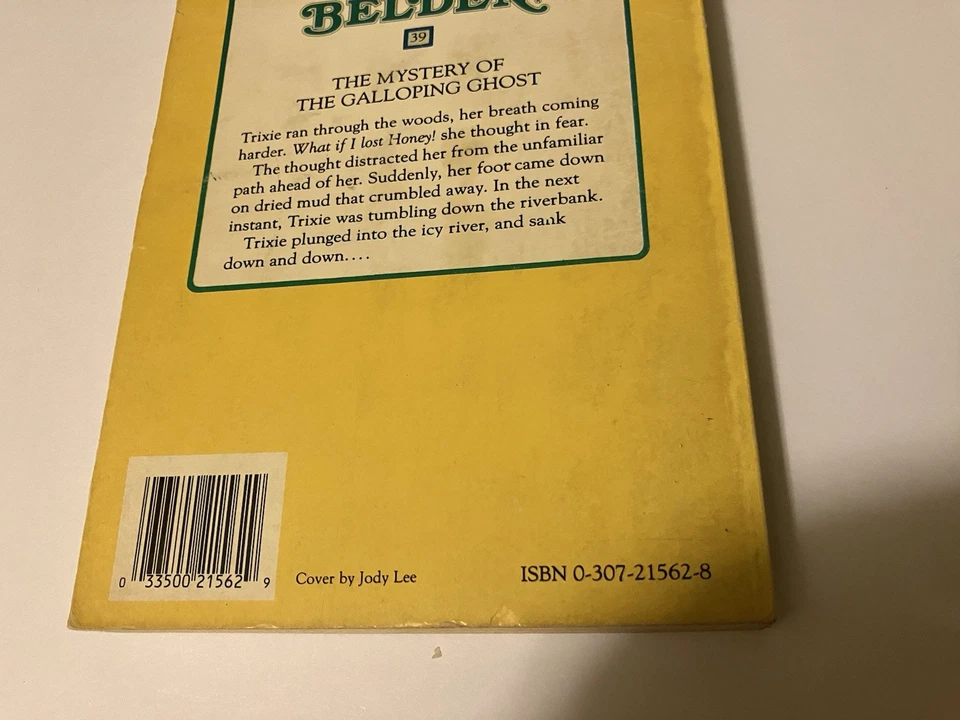 BELDEN
39
THE MYSTERY OF
THE GALLOPING GHOST
Trixie ran through the woods, her breath coming
harder. What if I lost Honey! she thought in fear.
The thought distracted her from the unfamiliar
path ahead of her. Suddenly, her foot came down
on dried mud that crumbled away. In the next
instant, Trixie was tumbling down the riverbank.
Trixie plunged into the icy river, and sank
down and down....
0 33500 21562 9
Cover by Jody Lee
ISBN 0-307-21562-8